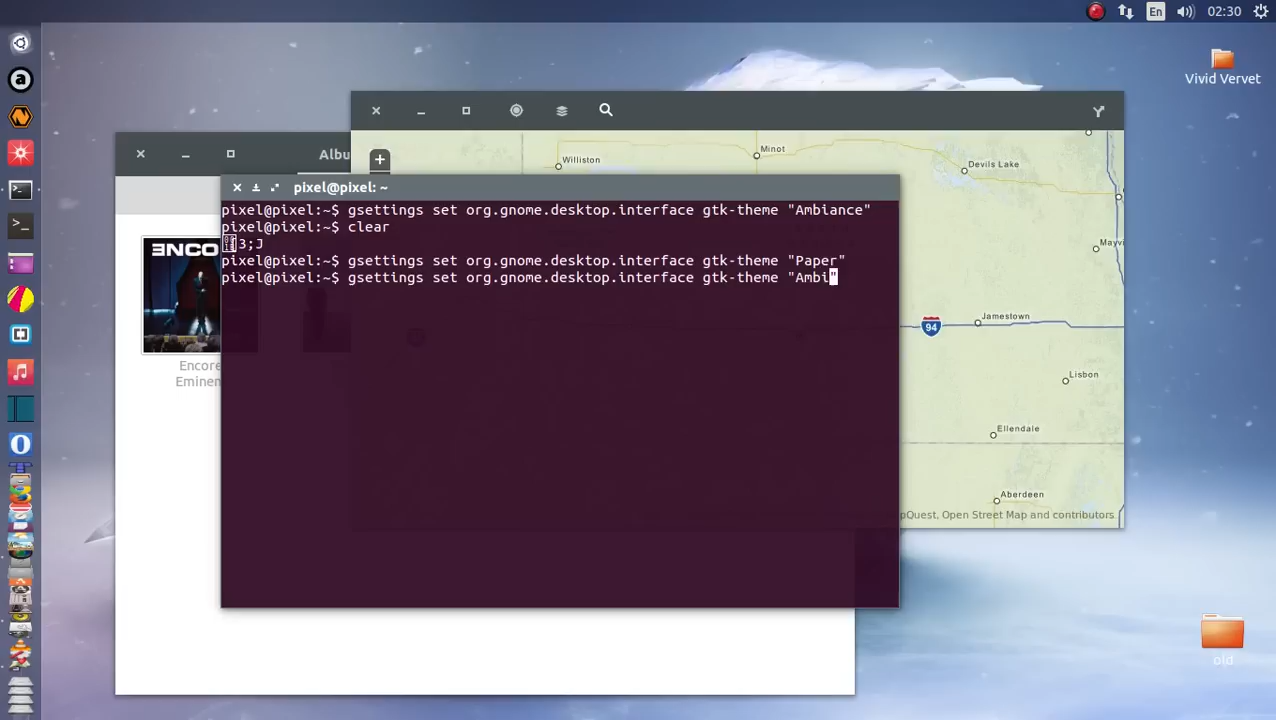 En
02:30
Vivid Vervet
Albu
+
Williston
Minot
Devils Lake
pixel@pixel: ~
pixel@pixel:~$ gsettings set org.gnome.desktop.interface gtk-theme "Ambiance"
pixel@pixel:~$ clear
3;J
pixel@pixel:~$ gsettings set org.gnome.desktop.interface gtk-theme "Paper"
pixel@pixel:~$ gsettings set org.gnome.desktop.interface gtk-theme "Ambi"
Mayvi
ENCO
Jamestown
94
Encore
Eminen
Lisbon
Ellendale
Aberdeen
pQuest, Open Street Map and contributors
old